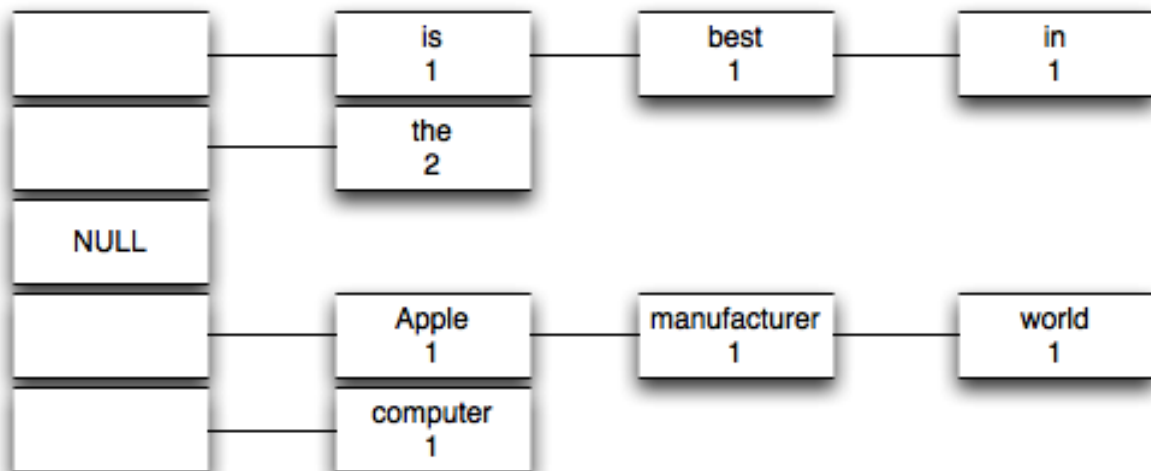 is
1
best
1
in
1
the
2
NULL
Apple
1
manufacturer
1
world
1
computer
1